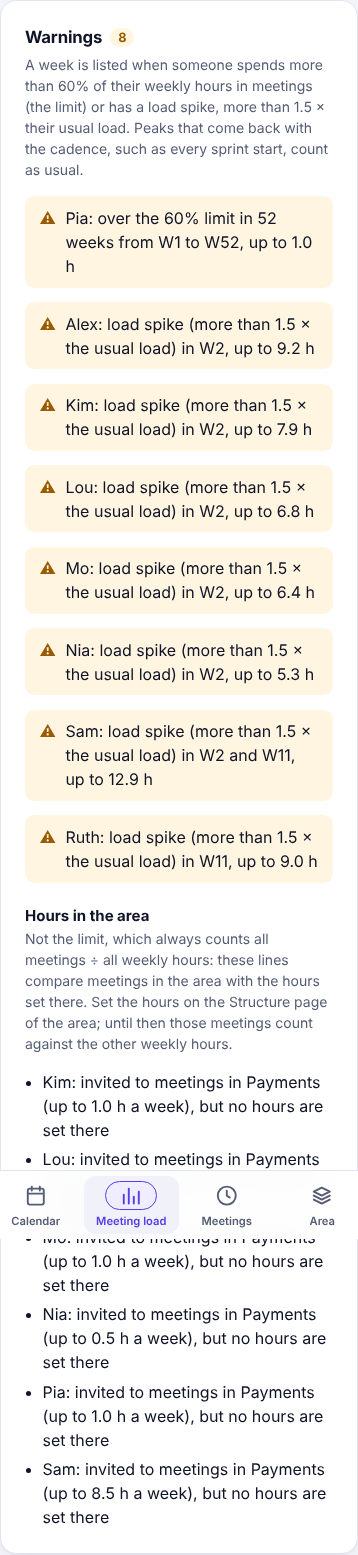 Warnings 8
A week is listed when someone spends more
than 60% of their weekly hours in meetings
(the limit) or has a load spike, more than 1.5 ×
their usual load. Peaks that come back with
the cadence, such as every sprint start, count
as usual.
Pia: over the 60% limit in 52
weeks from W1 to W52, up to 1.0
h
Alex: load spike (more than 1.5 ×
the usual load) in W2, up to 9.2 h
Kim: load spike (more than 1.5 ×
the usual load) in W2, up to 7.9 h
Lou: load spike (more than 1.5 ×
the usual load) in W2, up to 6.8 h
Mo: load spike (more than 1.5 ×
the usual load) in W2, up to 6.4 h
Nia: load spike (more than 1.5 ×
the usual load) in W2, up to 5.3 h
Sam: load spike (more than 1.5 ×
the usual load) in W2 and W11,
up to 12.9 h
Ruth: load spike (more than 1.5 ×
the usual load) in W11, up to 9.0 h
Hours in the area
Not the limit, which always counts all
meetings ÷ all weekly hours: these lines
compare meetings in the area with the hours
set there. Set the hours on the Structure page
of the area; until then those meetings count
against the other weekly hours.
• Kim: invited to meetings in Payments
(up to 1.0 h a week), but no hours are
set there
• Lou: invited to meetings in Payments
Calendar
Meeting load
Meetings
Area
Mo: invited to meetings in Payments
(up to 1.0 h a week), but no hours are
set there
• Nia: invited to meetings in Payments
(up to 0.5 h a week), but no hours are
set there
• Pia: invited to meetings in Payments
(up to 1.0 h a week), but no hours are
set there
• Sam: invited to meetings in Payments
(up to 8.5 h a week), but no hours are
set there